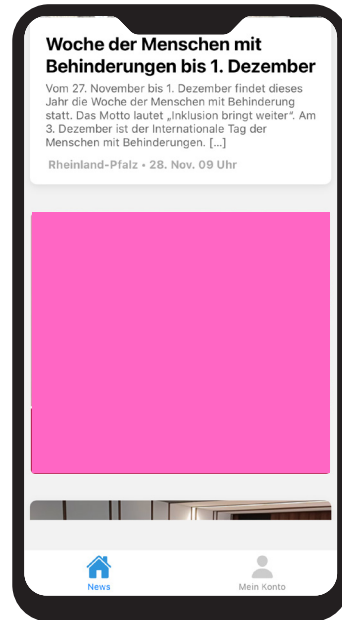 Woche der Menschen mit
Behinderungen bis 1. Dezember
Vom 27. November bis 1. Dezember findet dieses
Jahr die Woche der Menschen mit Behinderung
statt. Das Motto lautet „Inklusion bringt weiter“. Am
3. Dezember ist der Internationale Tag der
Menschen mit Behinderungen. [...]
Rheinland-Pfalz • 28. Nov. 09 Uhr
News
Mein Konto